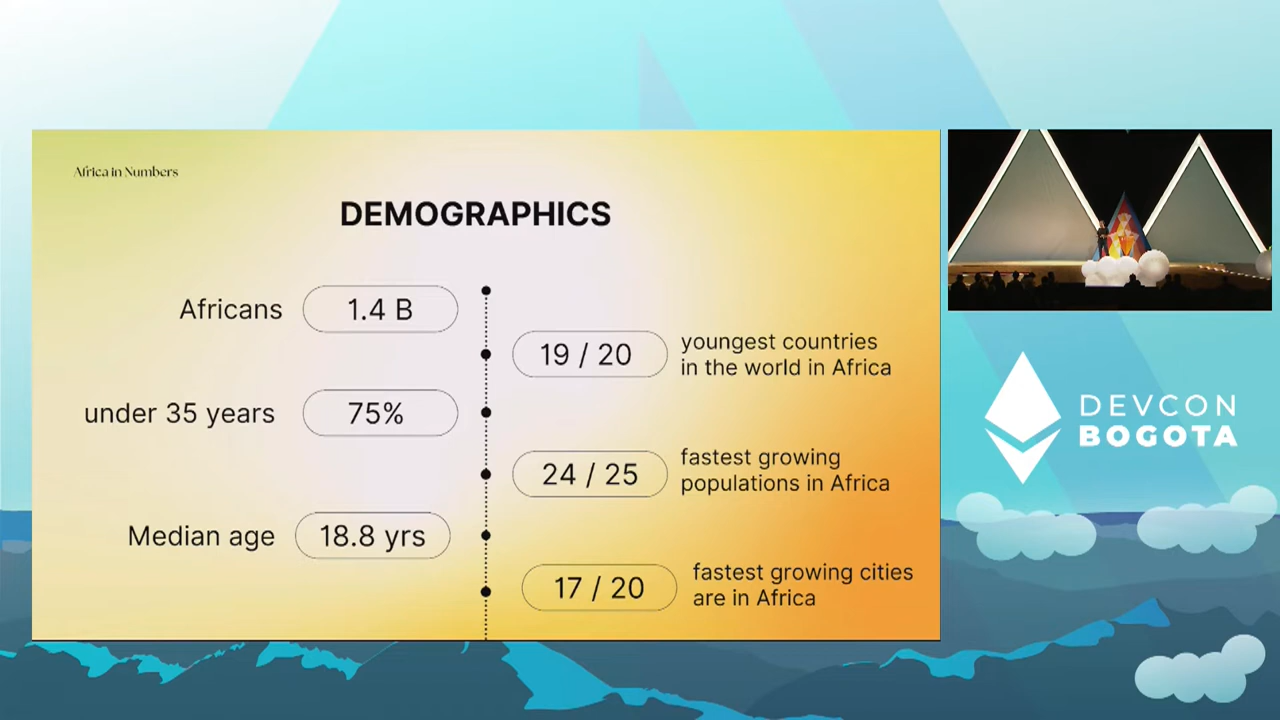 Africa in Numbers
DEMOGRAPHICS
Africans
1.4 B
19 / 20
youngest countries
in the world in Africa
under 35 years
75%
24 / 25
fastest growing
populations in Africa
Median age
18.8 yrs
17 / 20
fastest growing cities
are in Africa
DEVCON
BOGOTA